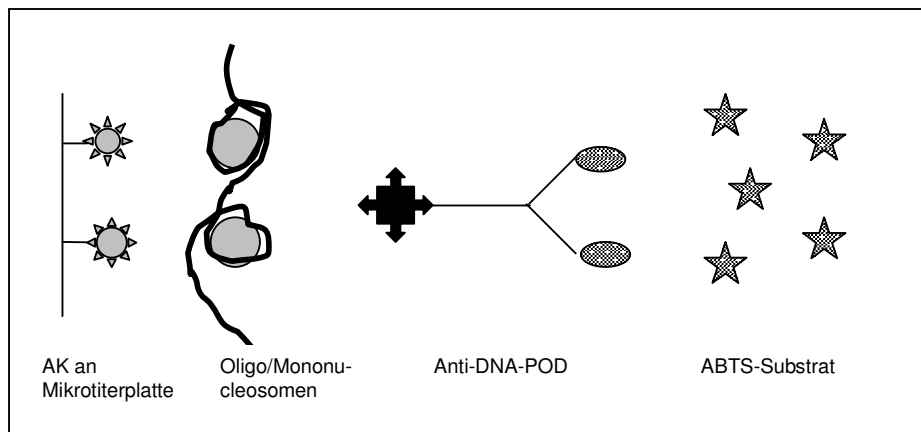 AK an
Mikrotiterplatte
Oligo/Mononu-
cleosomen
Anti-DNA-POD
ABTS-Substrat